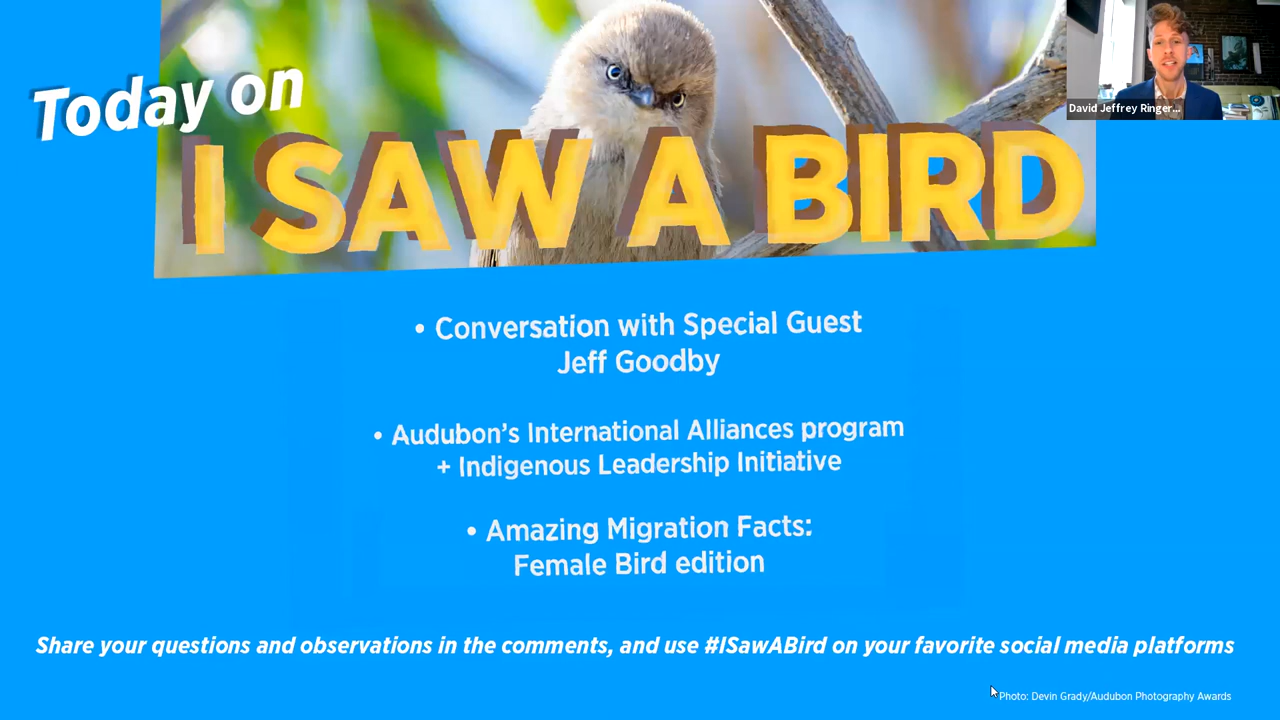 Today on
I SAW A BIRD
David Jeffrey Ringer...
• Conversation with Special Guest
Jeff Goodby
• Audubon’s International Alliances program
+ Indigenous Leadership Initiative
• Amazing Migration Facts:
Female Bird edition
Share your questions and observations in the comments, and use #ISawABird on your favorite social media platforms
Photo: Devin Grady/Audubon Photography Awards